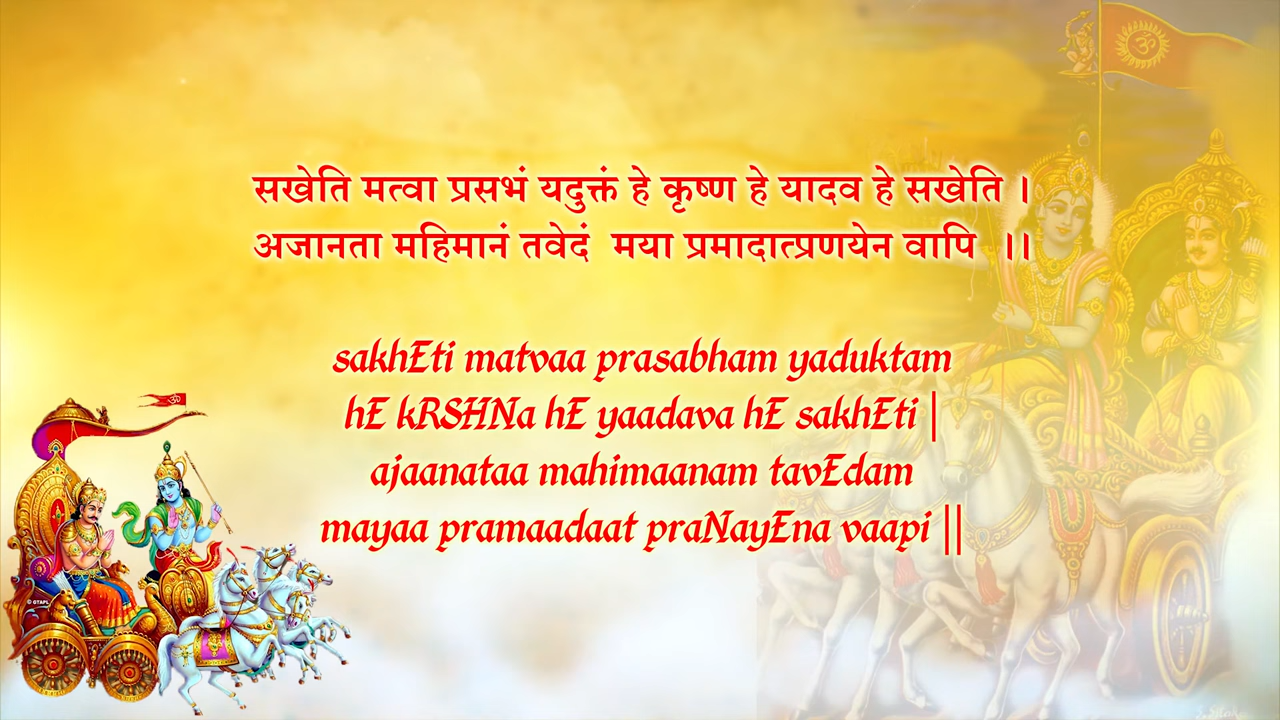 ॐ
सखेति मत्वा प्रसभं यदुक्तं हे कृष्ण हे यादव हे सखेति ।
अजानता महिमानं तवेदं मया प्रमादात्प्रणयेन वापि ।।
sakhEti matvaa prasabham yaduktam
hE kRSHNa hE yaadava hE sakhEti |
ajaanataa mahimaanam tavEdam
mayaa pramaadaat praNayEna vaapi ||
ॐ
© GTAPL